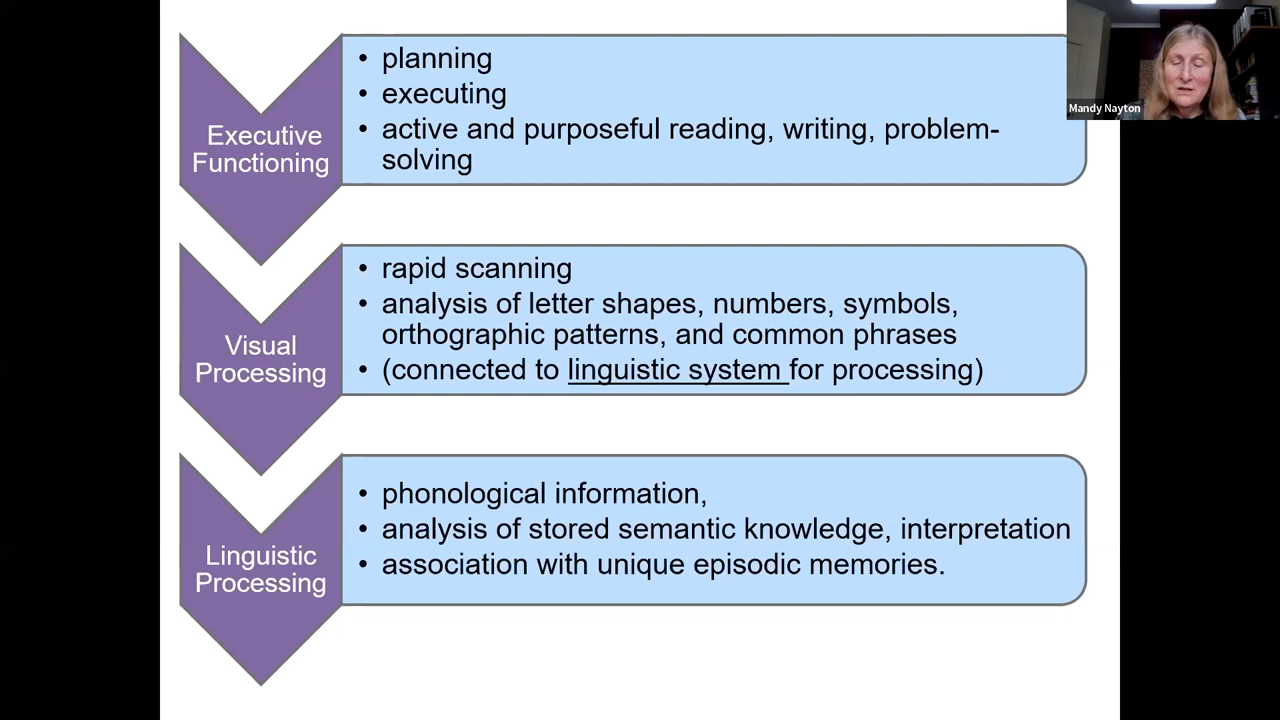 Executive
Functioning
• planning
• executing
• active and purposeful reading, writing, problem-
solving
Mandy Nayton
Visual
Processing
• rapid scanning
• analysis of letter shapes, numbers, symbols,
orthographic patterns, and common phrases
• (connected to linguistic system for processing)
Linguistic
Processing
• phonological information,
• analysis of stored semantic knowledge, interpretation
• association with unique episodic memories.